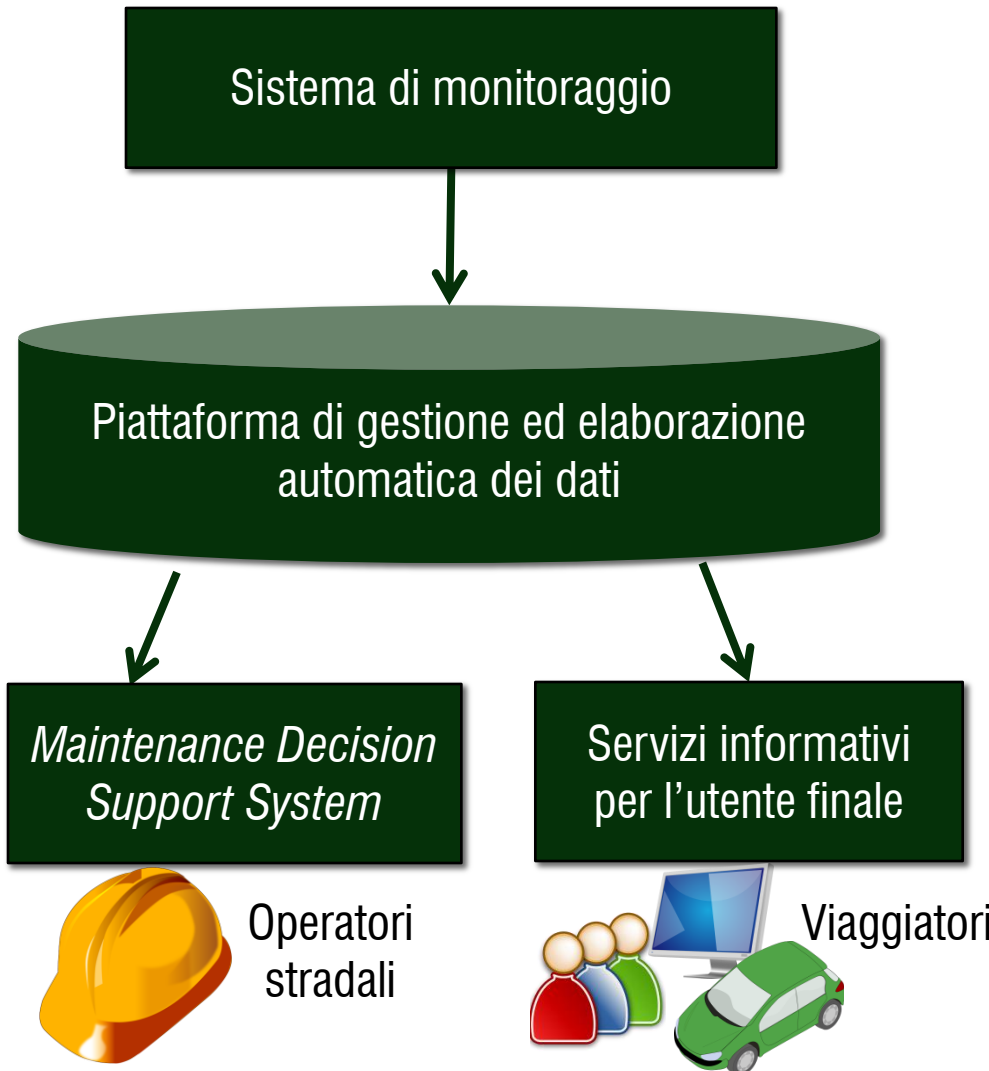 Sistema di monitoraggio
Piattaforma di gestione ed elaborazione
automatica dei dati
Maintenance Decision
Support System
Servizi informativi
per l’utente finale
Operatori
stradali
Viaggiatori